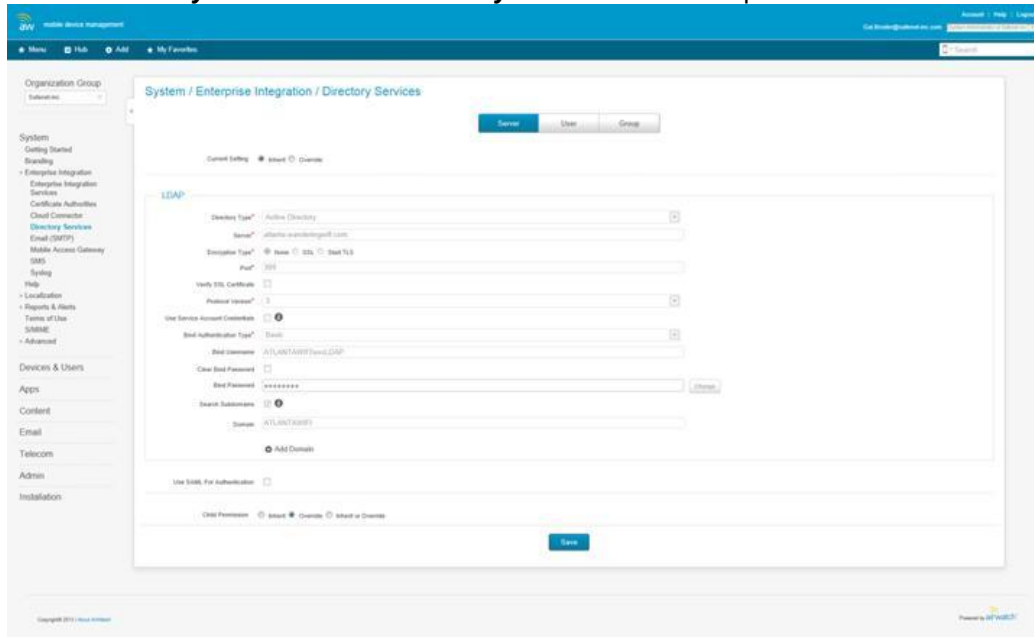 aw mobile device management
Account | Help | Logout
Menu Hub Add My Favorites
Search
Organization Group
System / Enterprise Integration / Directory Services
Server User Group
System
Getting Started
Branding
Enterprise Integration
Enterprise Integration
Services
Certificate Authorities
Cloud Connector
Directory Services
Email (SMTP)
Mobile Access Gateway
SMS
Syslog
Help
Localization
Reports & Alerts
Terms of Use
S/MIME
Advanced
Devices & Users
Apps
Content
Email
Telecom
Admin
Installation
Current Setting Inherit Override
LDAP
Directory Type* Active Directory
Server*
Encryption Type* None SSL Start TLS
Port* 389
Verify SSL Certificate
Protocol Version* 3
Use Service Account Credentials
Bind Authentication Type* Basic
Bind Username
Clear Bind Password
Bind Password ******** Change
Search Subdomains
Domain ATLANTAWIFI
Add Domain
Use SAML For Authentication
Child Permission Inherit Override Inherit or Override
Save
Powered by airwatch